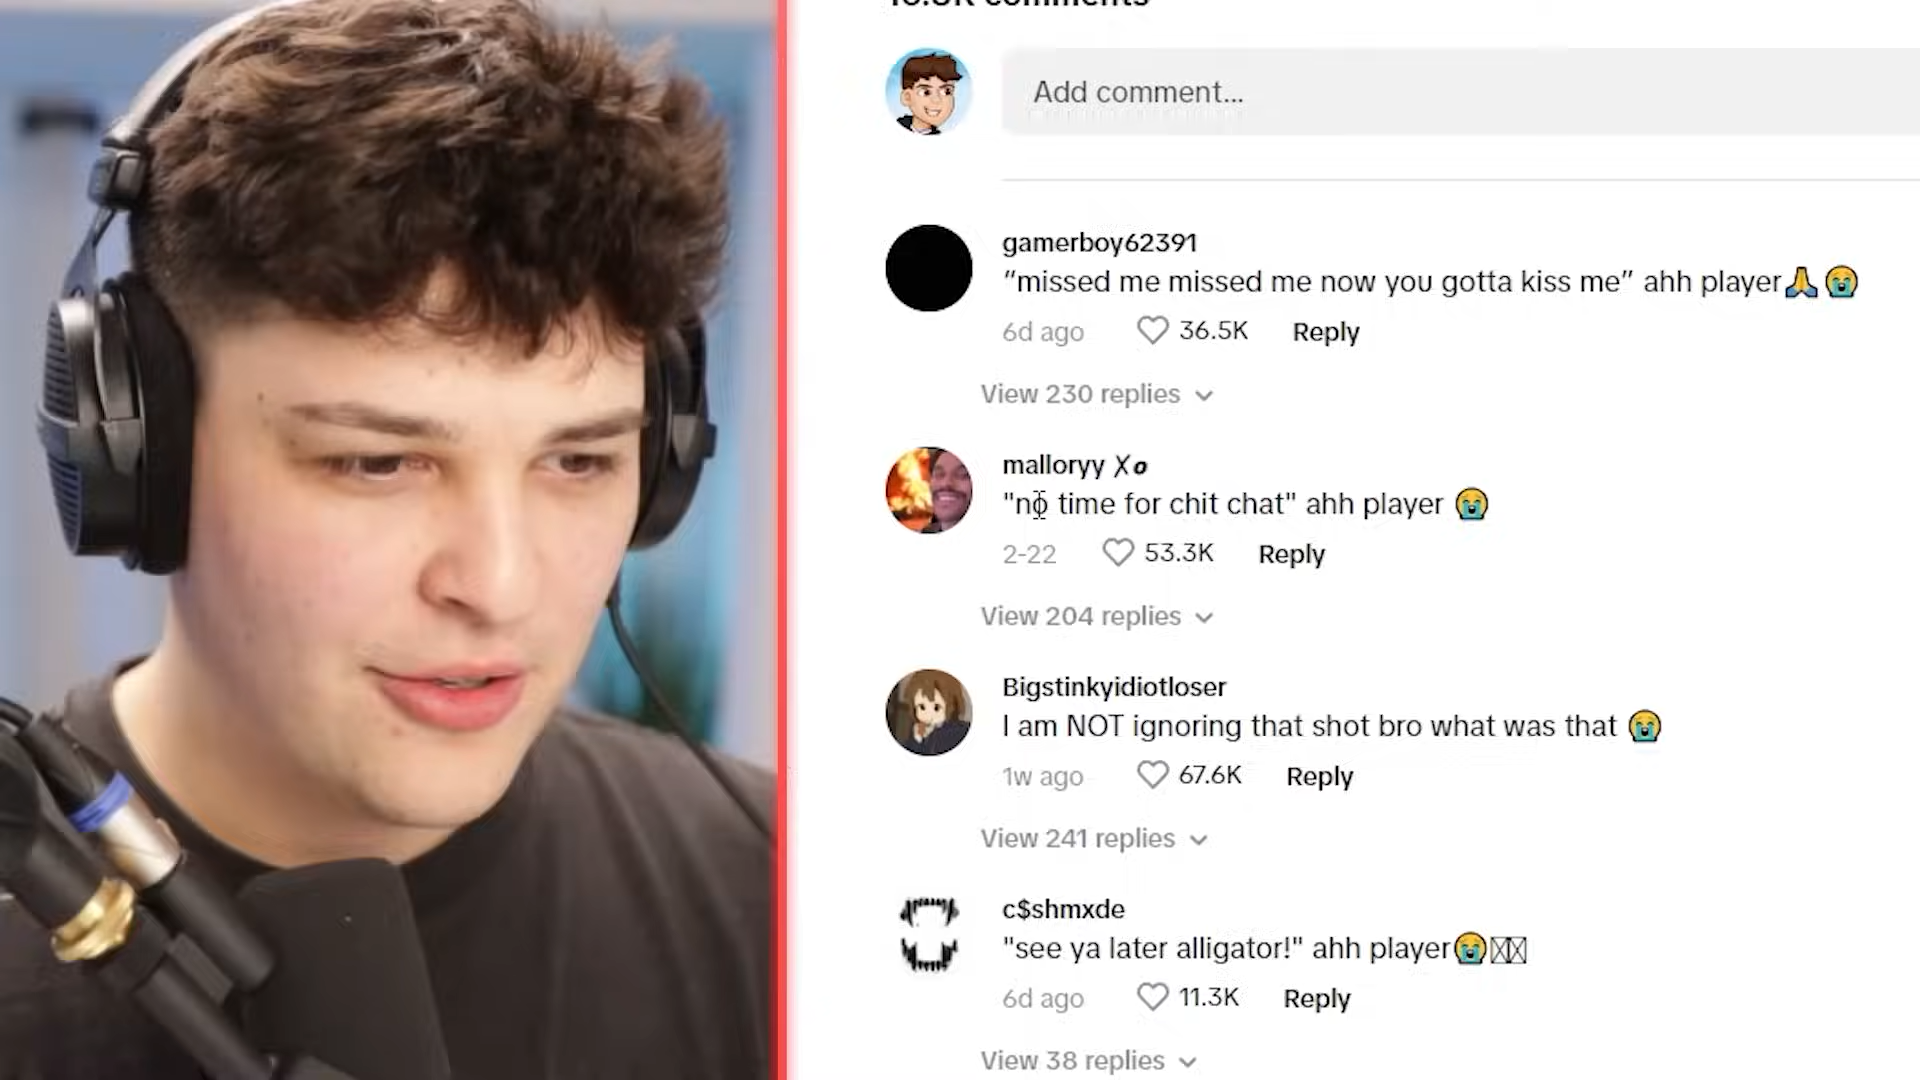 Add comment...
gamerboy62391
“missed me missed me now you gotta kiss me” ahh player🙏😭
6d ago 36.5K Reply
View 230 replies
malloryy X𝒐
"no time for chit chat" ahh player 😭
2-22 53.3K Reply
View 204 replies
Bigstinkyidiotloser
I am NOT ignoring that shot bro what was that 😭
1w ago 67.6K Reply
View 241 replies
c$shmxde
"see ya later alligator!" ahh player😭
6d ago 11.3K Reply
View 38 replies